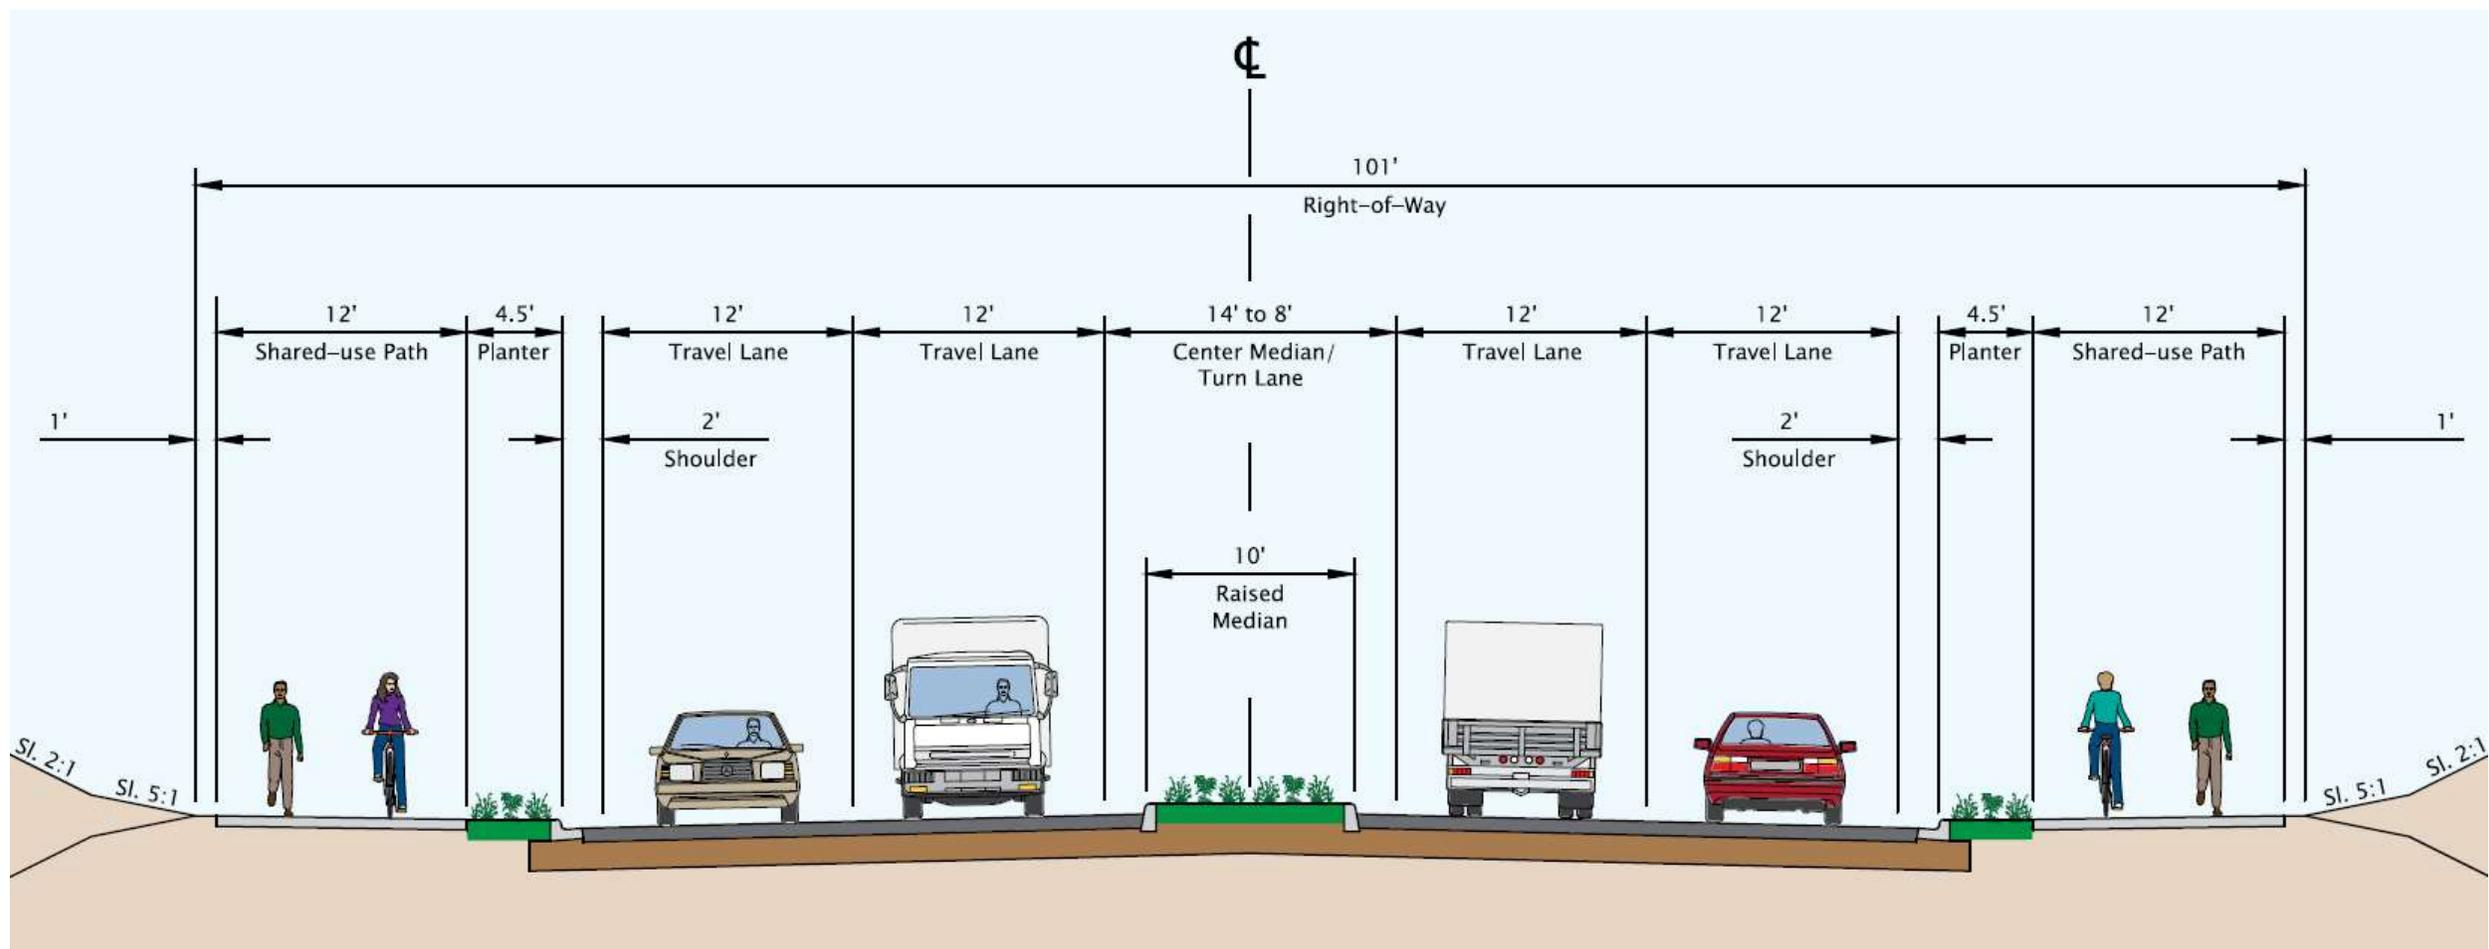 ℄
101'
Right-of-Way
12' 4.5' 12' 12' 14' to 8' 12' 12' 4.5' 12'
Shared-use Path Planter Travel Lane Travel Lane Center Median/ Travel Lane Travel Lane Planter Shared-use Path
Turn Lane
1' 2' 2' 1'
Shoulder Shoulder
10'
Raised
Median
Sl. 2:1 Sl. 5:1 Sl. 5:1 Sl. 2:1